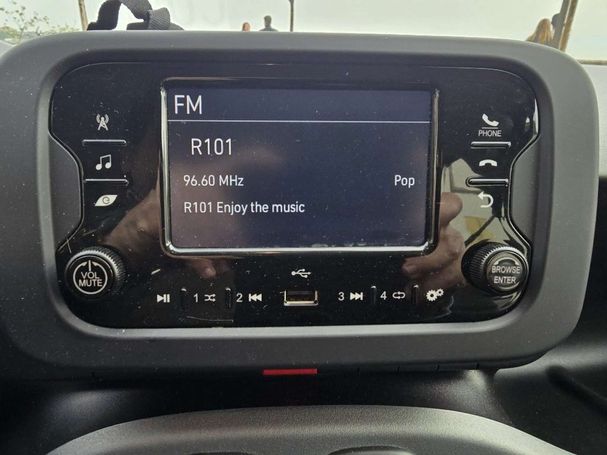 FM
R101
96.60 MHz Pop
R101 Enjoy the music
PHONE
VOL
MUTE
BROWSE
ENTER
1 2 3 4